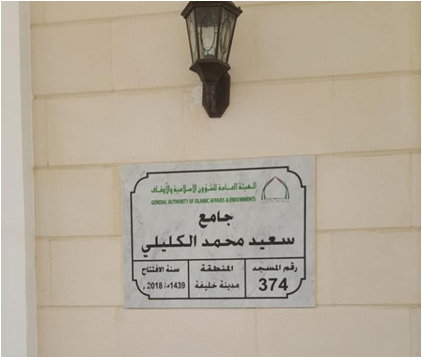 الهيئة العامة للشؤون الاسلامية والأوقاف
GENERAL AUTHORITY OF ISLAMIC AFFAIRS & ENDOWMENTS
جامع
سعيد محمد الكليلي
رقم المسجد
374
المنطقة
مدينة خليفة
سنة الافتتاح
1439هـ/ 2018م